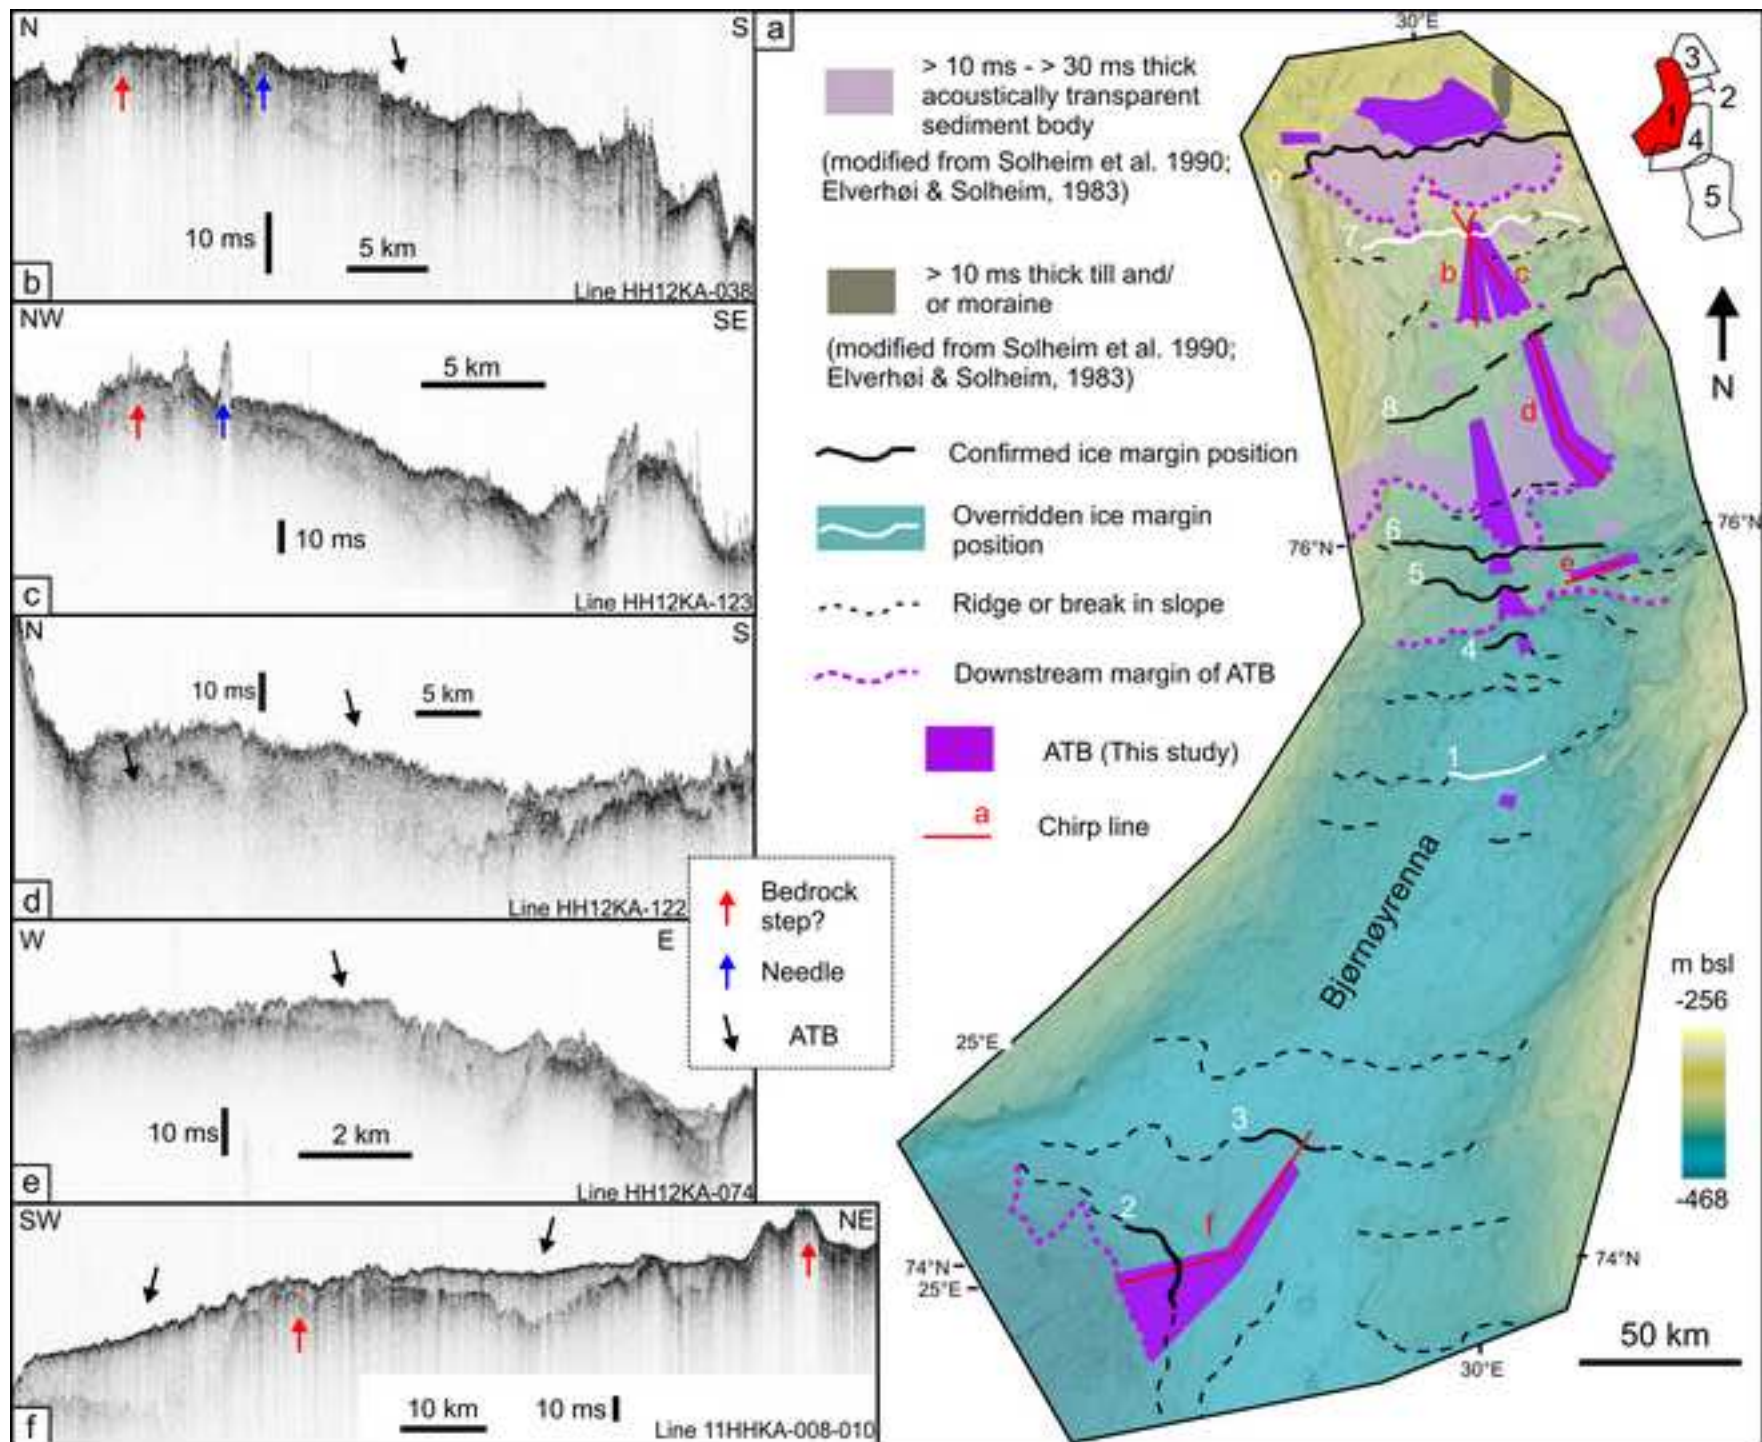 N
S
10 ms
5 km
b
Line HH12KA-038
NW
SE
5 km
10 ms
c
Line HH12KA-123
N
S
10 ms
5 km
d
Line HH12KA-122
Bedrock
step?
Needle
ATB
W
E
10 ms
2 km
e
Line HH12KA-074
SW
NE
10 km
10 ms
f
Line 11HHKA-008-010
a
> 10 ms - > 30 ms thick
acoustically transparent
sediment body
(modified from Solheim et al. 1990;
Elverhøi & Solheim, 1983)
> 10 ms thick till and/
or moraine
(modified from Solheim et al. 1990;
Elverhøi & Solheim, 1983)
Confirmed ice margin position
Overridden ice margin
position
Ridge or break in slope
Downstream margin of ATB
ATB (This study)
a
Chirp line
30°E
3
2
1
4
5
N
9
7
b
c
8
d
76°N
76°N
6
5
e
4
1
Bjørnøyrenna
m bsl
-256
-468
25°E
3
2
f
74°N
25°E
74°N
30°E
50 km